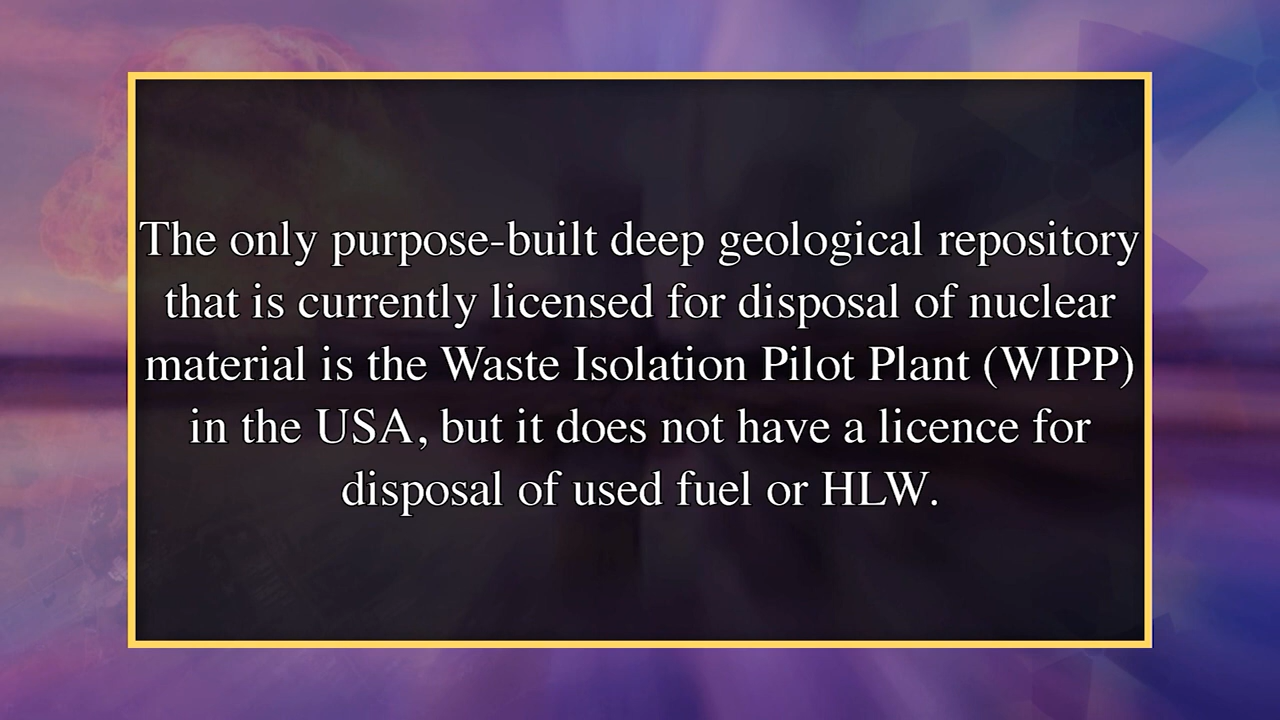 The only purpose-built deep geological repository
that is currently licensed for disposal of nuclear
material is the Waste Isolation Pilot Plant (WIPP)
in the USA, but it does not have a licence for
disposal of used fuel or HLW.